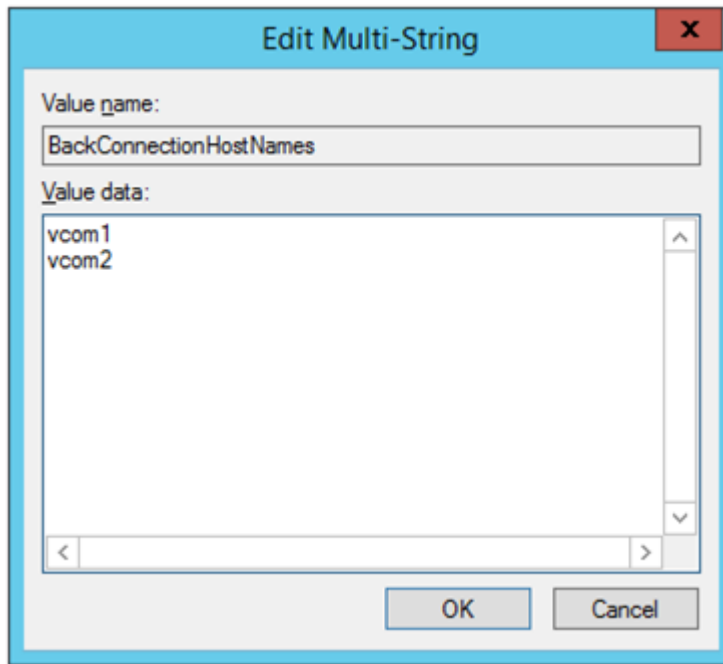 Edit Multi-String
Value name:
BackConnectionHostNames
Value data:
vcom1
vcom2
OK
Cancel